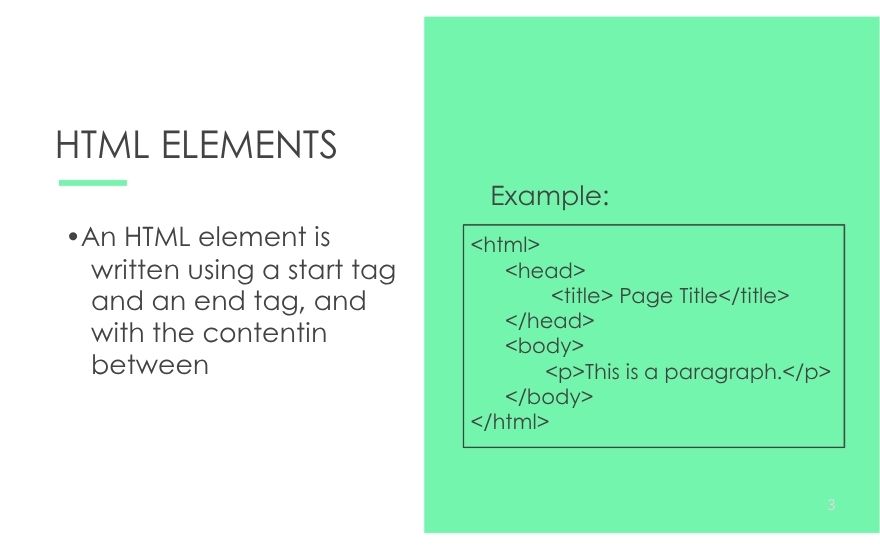 HTML ELEMENTS
•An HTML element is
written using a start tag
and an end tag, and
with the contentin
between
Example:
<html>
<head>
<title> Page Title</title>
</head>
<body>
<p>This is a paragraph.</p>
</body>
</html>
3